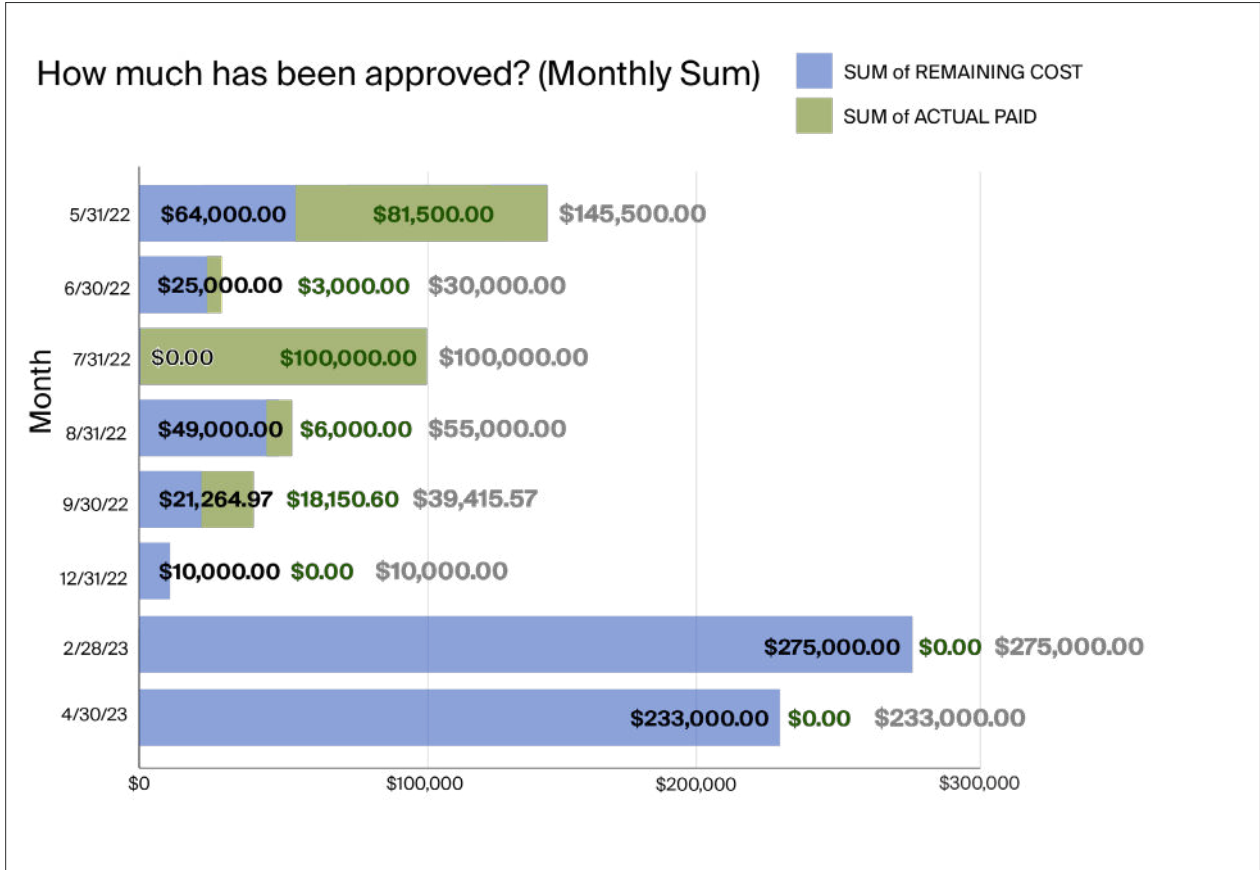 How much has been approved? (Monthly Sum)
SUM of REMAINING COST
SUM of ACTUAL PAID
Month
5/31/22 $64,000.00 $81,500.00 $145,500.00
6/30/22 $25,000.00 $3,000.00 $30,000.00
7/31/22 $0.00 $100,000.00 $100,000.00
8/31/22 $49,000.00 $6,000.00 $55,000.00
9/30/22 $21,264.97 $18,150.60 $39,415.57
12/31/22 $10,000.00 $0.00 $10,000.00
2/28/23 $275,000.00 $0.00 $275,000.00
4/30/23 $233,000.00 $0.00 $233,000.00
$0 $100,000 $200,000 $300,000